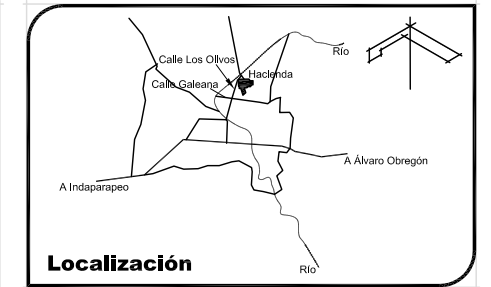 Río
Calle Los Olivos
Hacienda
Calle Galeana
A Álvaro Obregón
A Indaparapeo
Localización
Río